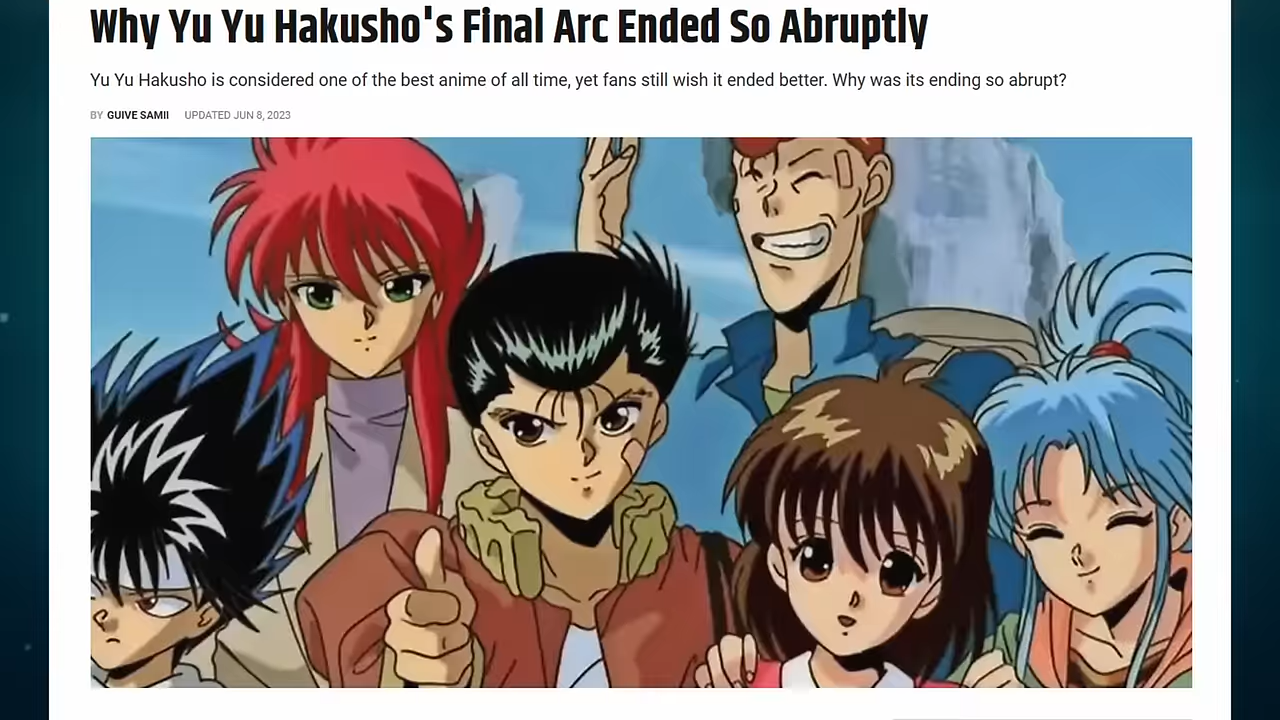 Why Yu Yu Hakusho's Final Arc Ended So Abruptly
Yu Yu Hakusho is considered one of the best anime of all time, yet fans still wish it ended better. Why was its ending so abrupt?
BY GUIVE SAMII UPDATED JUN 8, 2023